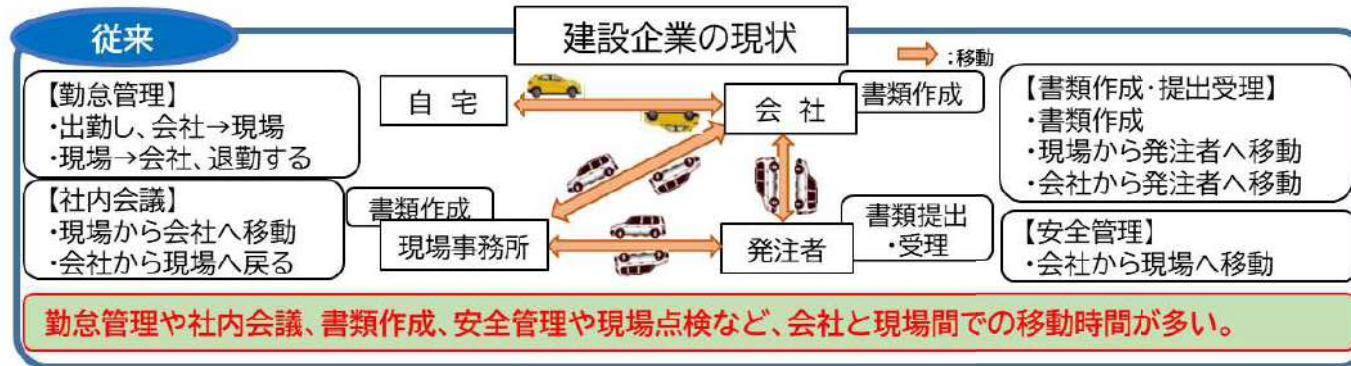 従来
建設企業の現状
:移動
【勤怠管理】
・出勤し、会社→現場
・現場→会社、退勤する
【社内会議】
・現場から会社へ移動
・会社から現場へ戻る
自 宅
会 社
書類作成
書類作成
現場事務所
発注者
書類提出
・受理
【書類作成・提出受理】
・書類作成
・現場から発注者へ移動
・会社から発注者へ移動
【安全管理】
・会社から現場へ移動
勤怠管理や社内会議、書類作成、安全管理や現場点検など、会社と現場間での移動時間が多い。